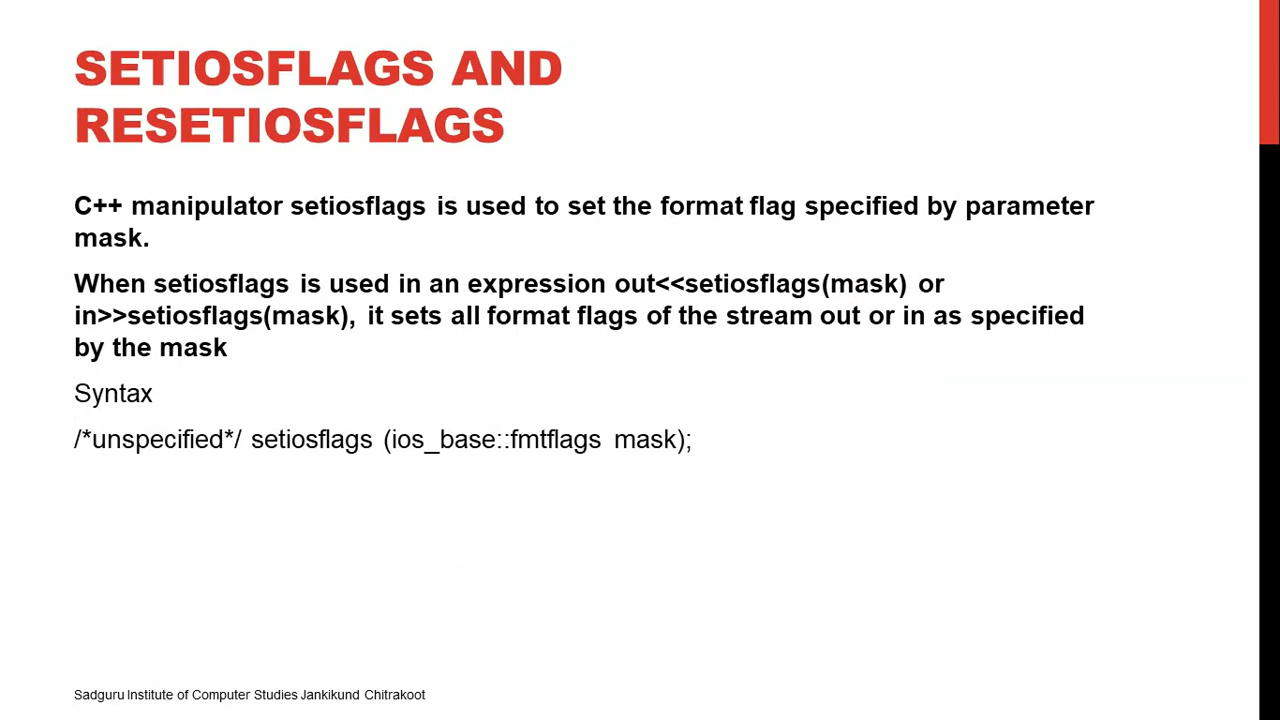 SETIOSFLAGS AND
RESETIOSFLAGS
C++ manipulator setiosflags is used to set the format flag specified by parameter
mask.
When setiosflags is used in an expression out<<setiosflags(mask) or
in>>setiosflags(mask), it sets all format flags of the stream out or in as specified
by the mask
Syntax
/*unspecified*/ setiosflags (ios_base::fmtflags mask);
Sadguru Institute of Computer Studies Jankikund Chitrakoot